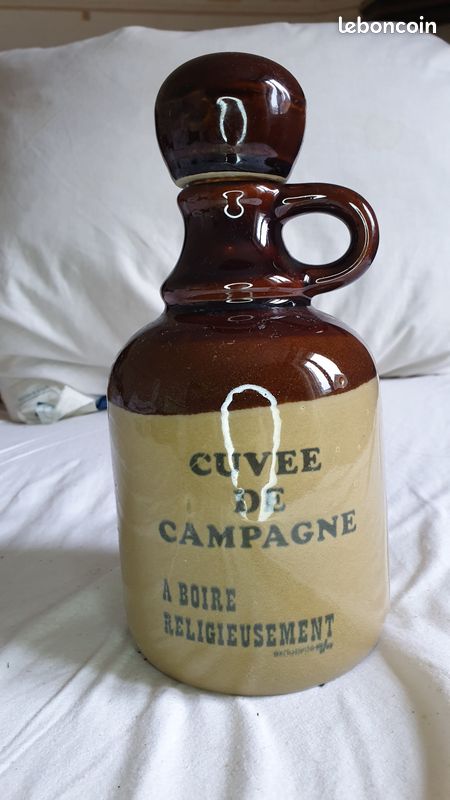 leboncoin
CUVEE
DE
CAMPAGNE
A BOIRE
RELIGIEUSEMENT